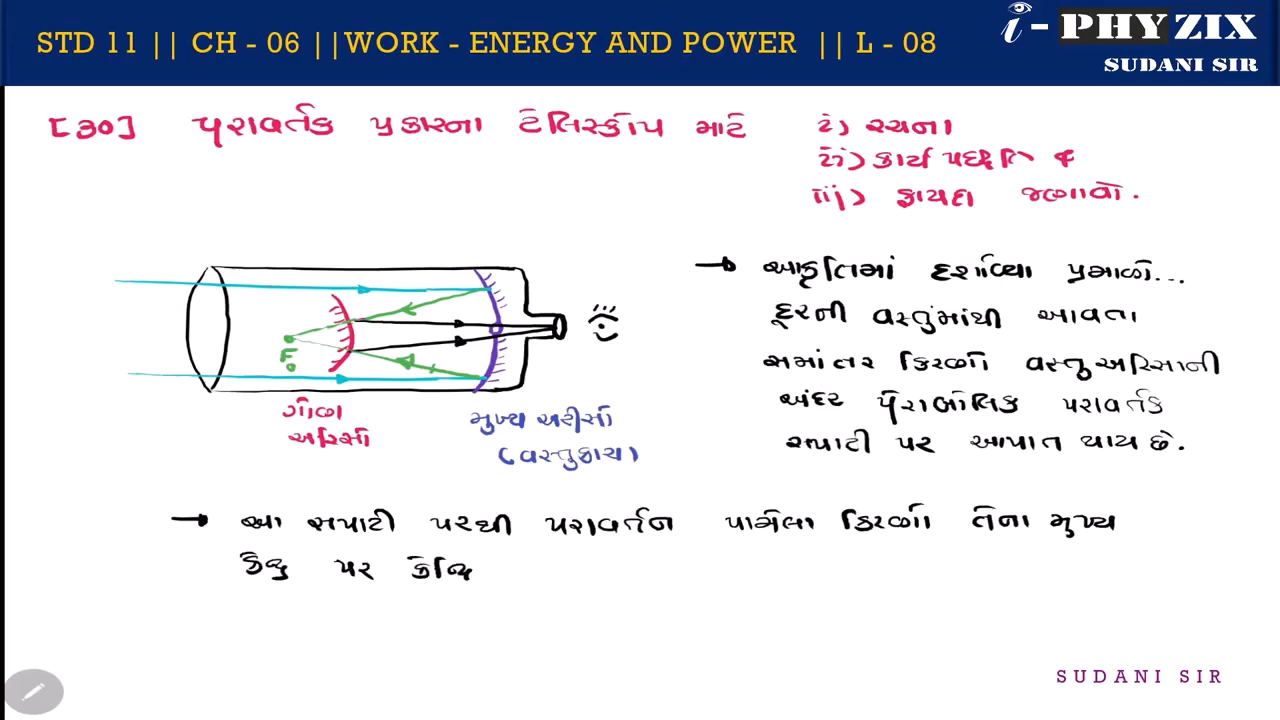 STD 11 || CH - 06 ||WORK - ENERGY AND POWER || L - 08
i - PHYZIX
SUDANI SIR
[30] પરાવર્તક પ્રકારના ટેલિસ્કોપ માટે
i) રચના
ii) કાર્ય પદ્ધતિ
iii) ફાયદા જણાવો.
→ આકૃતિમાં દર્શાવ્યા પ્રમાણે...
દૂરની વસ્તુંમાંથી આવતા
સમાંતર કિરણો વસ્તુઅરિસાની
અંદર પેરાબોલિક પરાવર્તક
સપાટી પર આપાત થાય છે.
F₀
ગોળા
અરિસો
મુખ્ય અરીસો
(વસ્તુકાચ)
→ આ સપાટી પરથી પરાવર્તન પામેલા કિરણો તેના મુખ્ય
કેન્દ્ર પર કેન્દ્રિ
SUDANI SIR